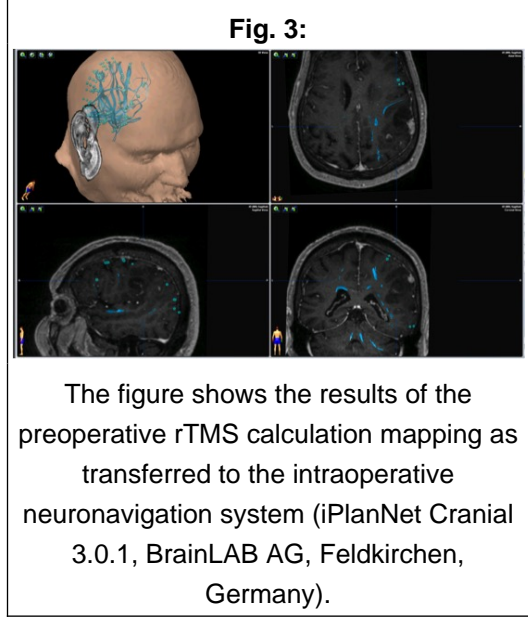 Fig. 3:
The figure shows the results of the
preoperative rTMS calculation mapping as
transferred to the intraoperative
neuronavigation system (iPlanNet Cranial
3.0.1, BrainLAB AG, Feldkirchen,
Germany).